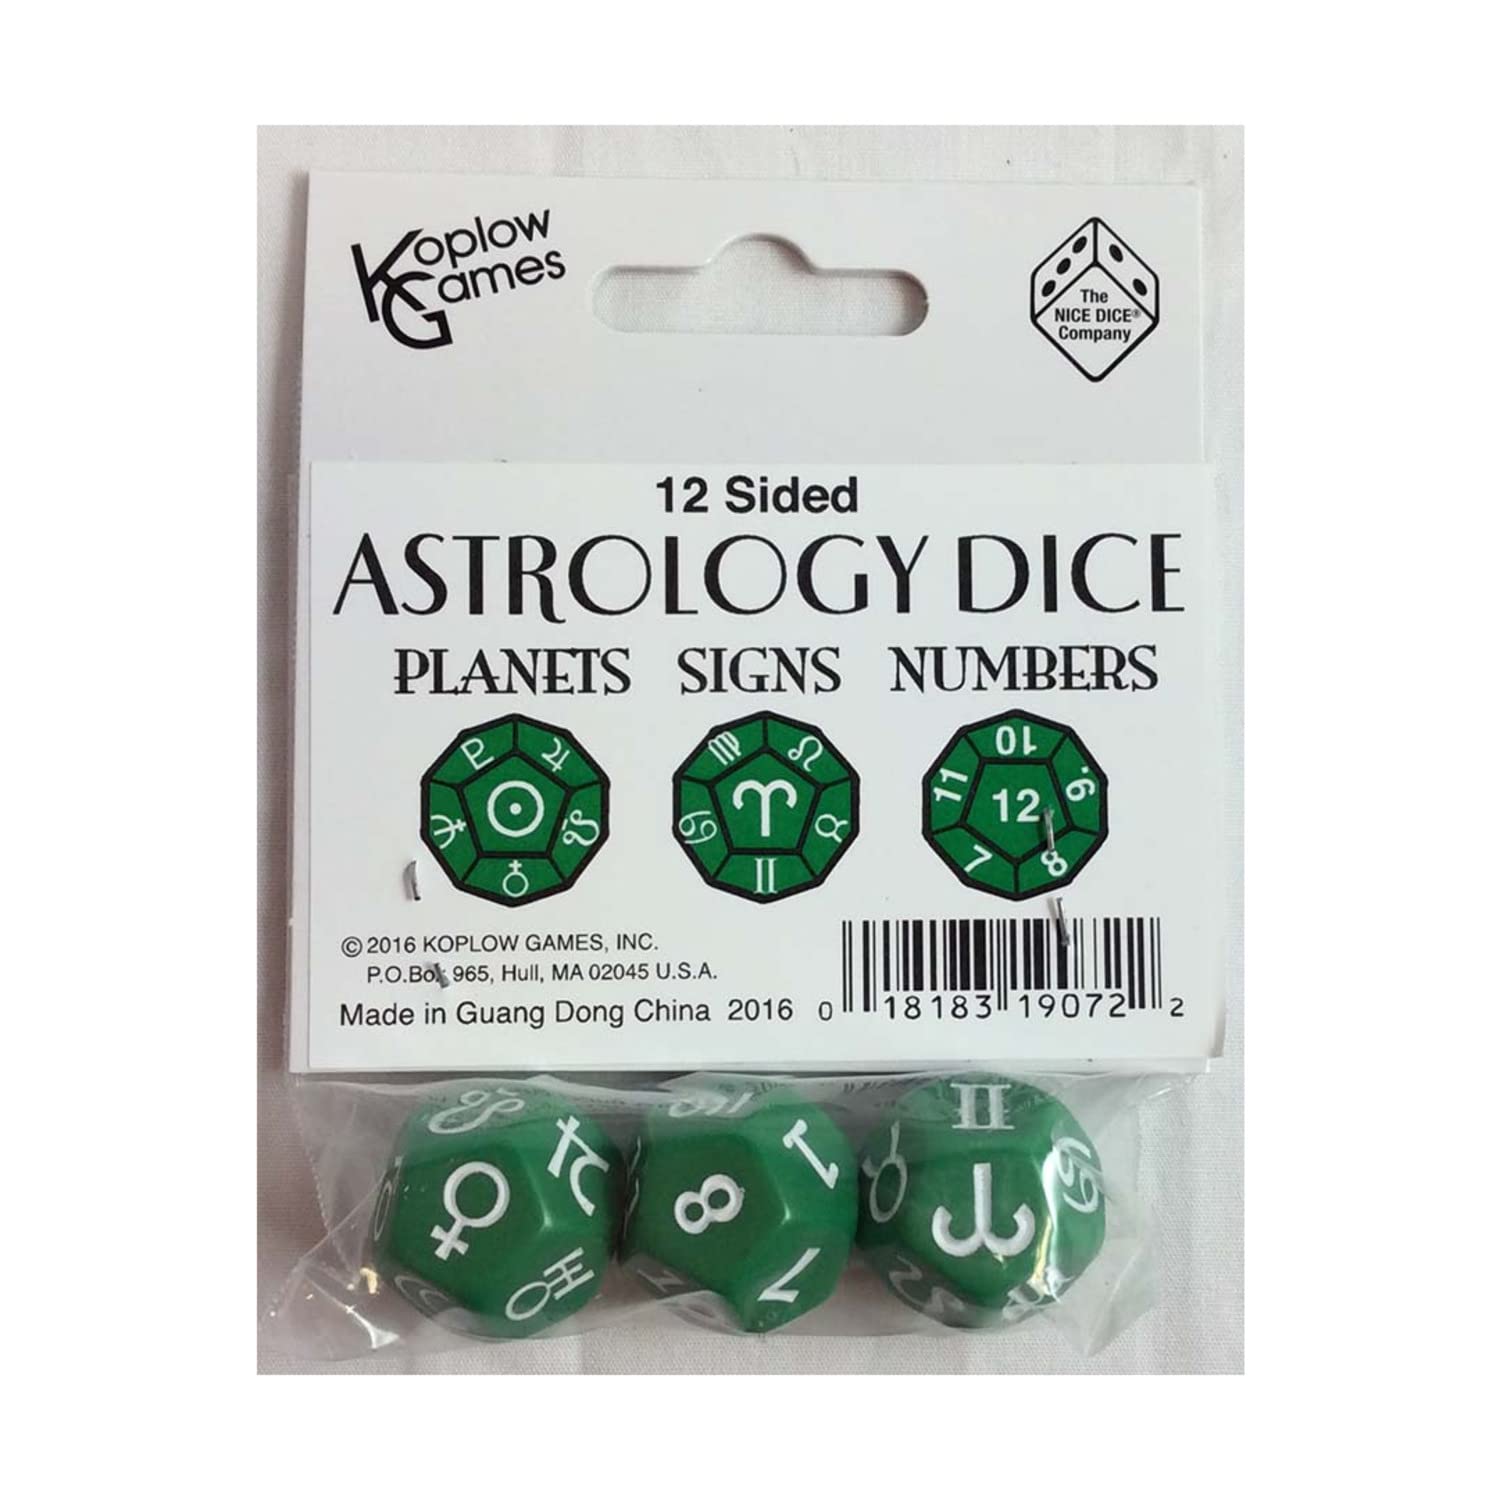 Koplow
Games
The
NICE DICE®
Company
12 Sided
ASTROLOGY DICE
PLANETS SIGNS NUMBERS
♇ ♃ ♆ ☉ ☋ ♁
♍ ♌ ♋ ♈ ♉ ♊
10 11 12 9. 7 8
© 2016 KOPLOW GAMES, INC.
P.O.Box 965, Hull, MA 02045 U.S.A.
Made in Guang Dong China 2016
0 18183 19072 2
♀ ♅
8 1 7
♊ ♈ ♋